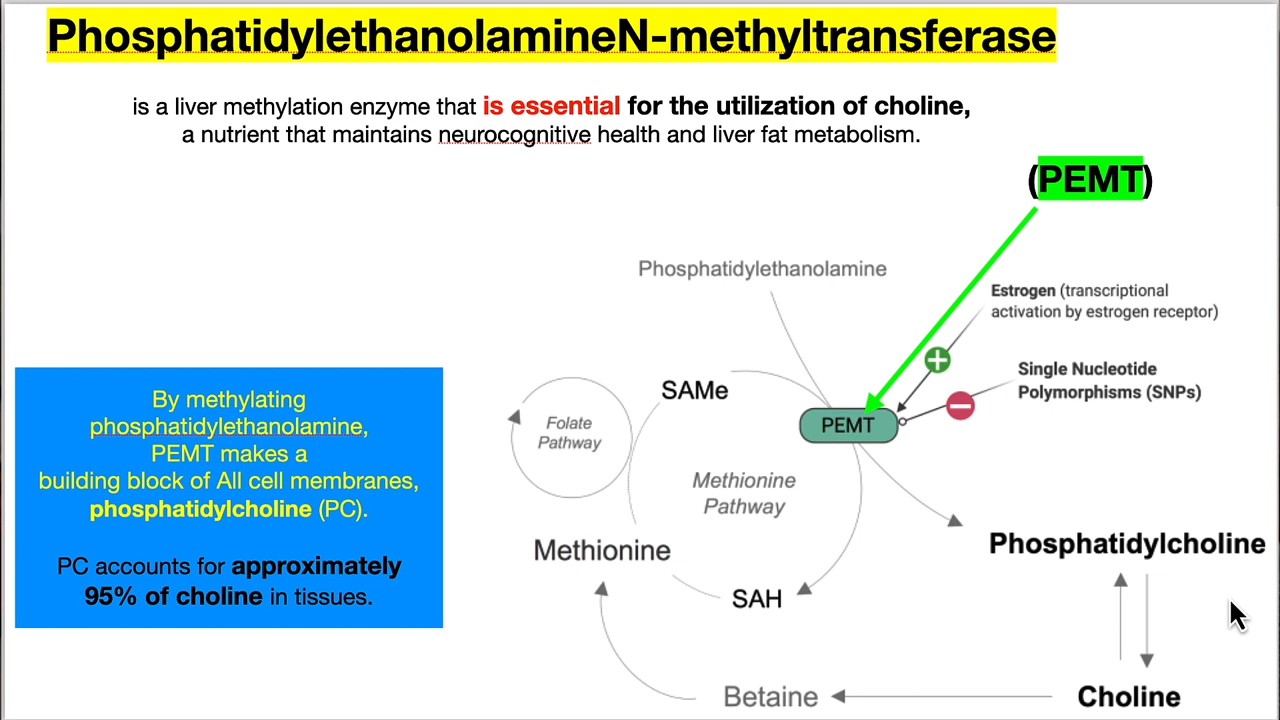 PhosphatidylethanolamineN-methyltransferase
is a liver methylation enzyme that is essential for the utilization of choline,
a nutrient that maintains neurocognitive health and liver fat metabolism.
(PEMT)
Phosphatidylethanolamine
Estrogen (transcriptional
activation by estrogen receptor)
Single Nucleotide
Polymorphisms (SNPs)
By methylating
phosphatidylethanolamine,
PEMT makes a
building block of All cell membranes,
phosphatidylcholine (PC).
PC accounts for approximately
95% of choline in tissues.
SAMe
Folate
Pathway
PEMT
Methionine
Pathway
Methionine
Phosphatidylcholine
SAH
Betaine
Choline